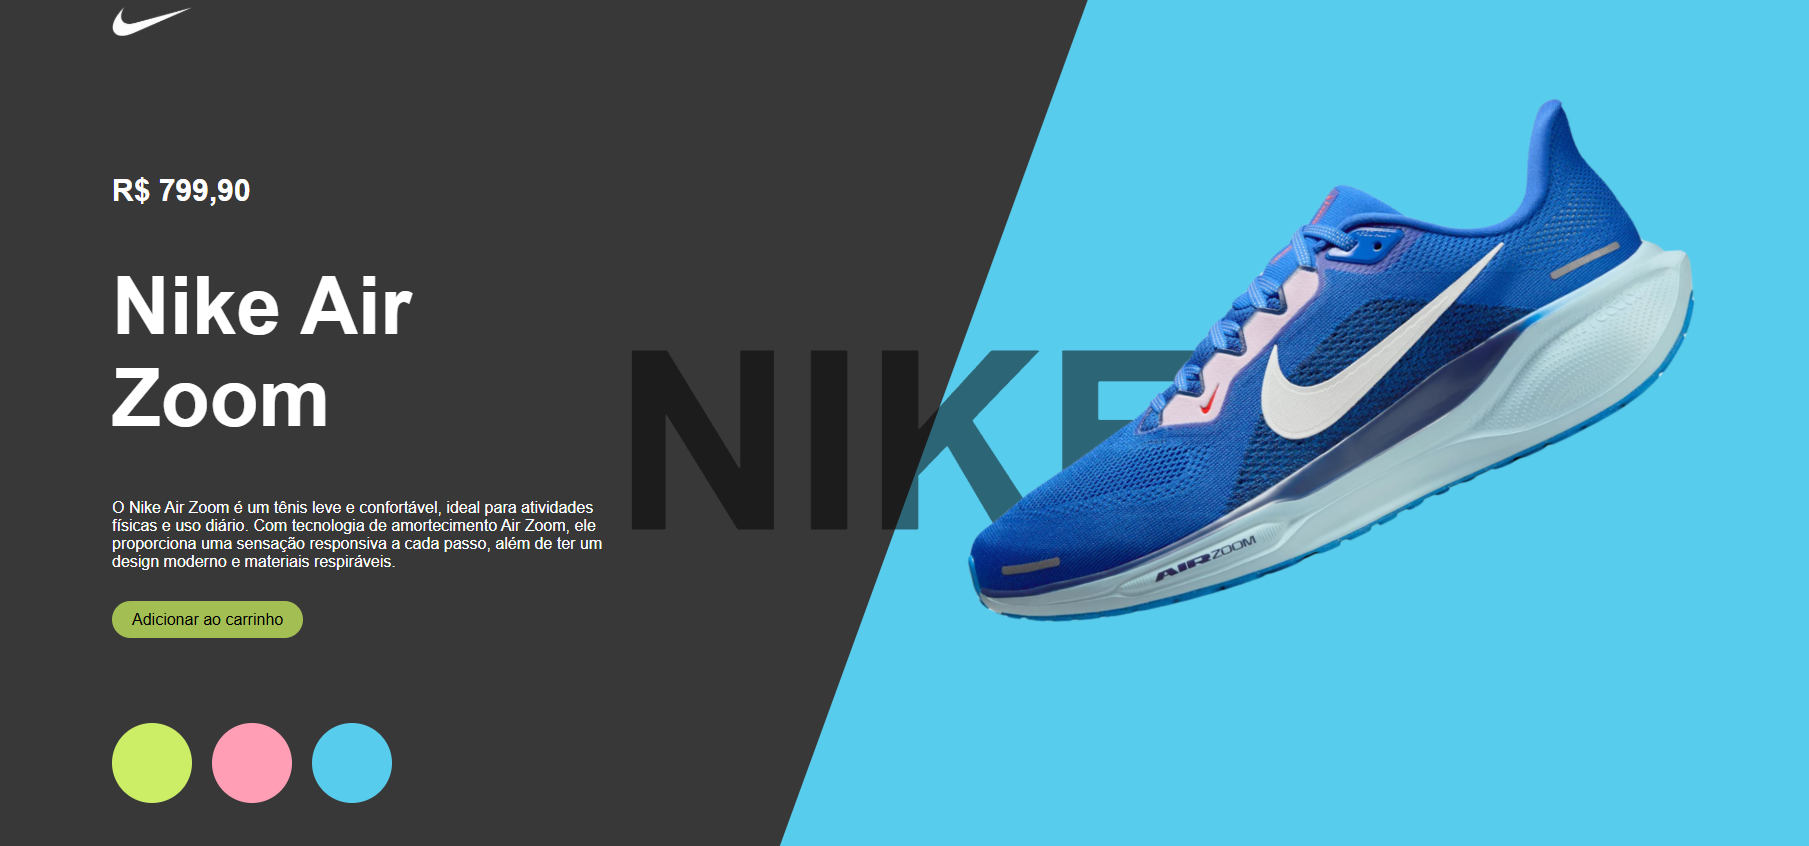 R$ 799,90
Nike Air
Zoom
NIKE
O Nike Air Zoom é um tênis leve e confortável, ideal para atividades
físicas e uso diário. Com tecnologia de amortecimento Air Zoom, ele
proporciona uma sensação responsiva a cada passo, além de ter um
design moderno e materiais respiráveis.
AIRZOOM
Adicionar ao carrinho